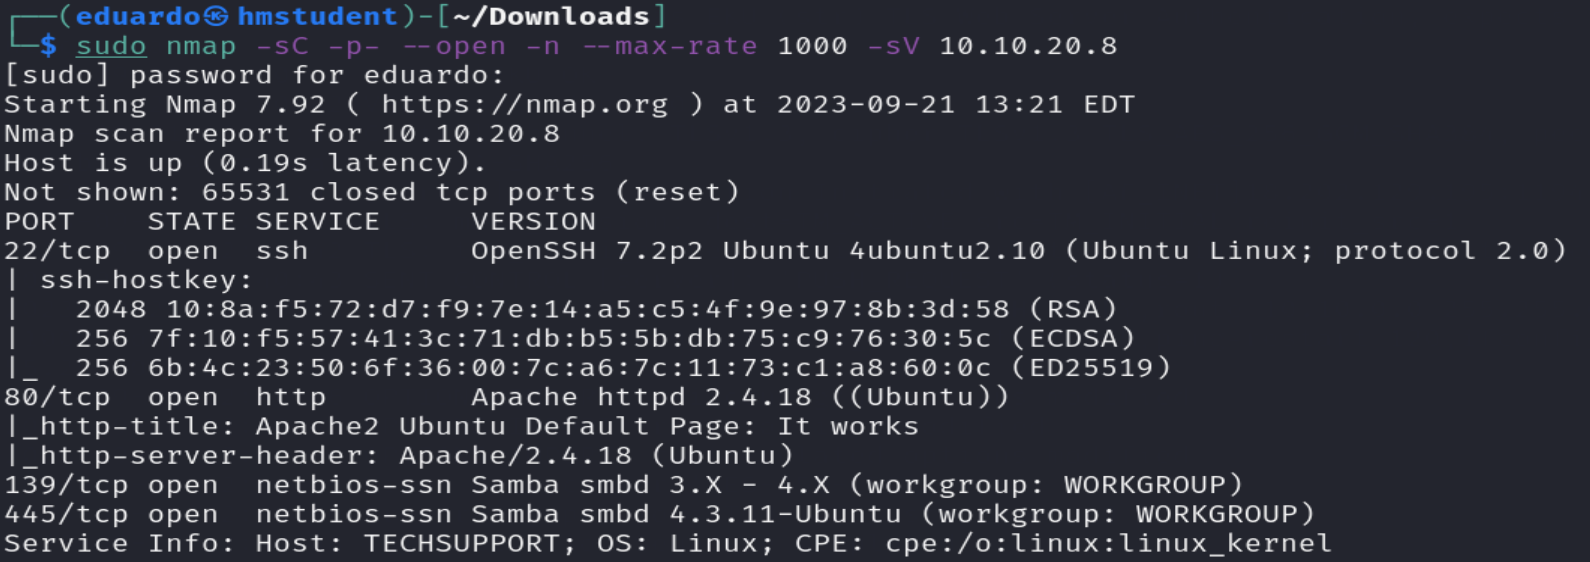 ┌──(eduardo㉿hmstudent)-[~/Downloads]
└─$ sudo nmap -sC -p- --open -n --max-rate 1000 -sV 10.10.20.8
[sudo] password for eduardo:
Starting Nmap 7.92 ( https://nmap.org ) at 2023-09-21 13:21 EDT
Nmap scan report for 10.10.20.8
Host is up (0.19s latency).
Not shown: 65531 closed tcp ports (reset)
PORT    STATE SERVICE     VERSION
22/tcp  open  ssh         OpenSSH 7.2p2 Ubuntu 4ubuntu2.10 (Ubuntu Linux; protocol 2.0)
| ssh-hostkey:
|   2048 10:8a:f5:72:d7:f9:7e:14:a5:c5:4f:9e:97:8b:3d:58 (RSA)
|   256 7f:10:f5:57:41:3c:71:db:b5:5b:db:75:c9:76:30:5c (ECDSA)
|_  256 6b:4c:23:50:6f:36:00:7c:a6:7c:11:73:c1:a8:60:0c (ED25519)
80/tcp  open  http        Apache httpd 2.4.18 ((Ubuntu))
|_http-title: Apache2 Ubuntu Default Page: It works
|_http-server-header: Apache/2.4.18 (Ubuntu)
139/tcp open  netbios-ssn Samba smbd 3.X - 4.X (workgroup: WORKGROUP)
445/tcp open  netbios-ssn Samba smbd 4.3.11-Ubuntu (workgroup: WORKGROUP)
Service Info: Host: TECHSUPPORT; OS: Linux; CPE: cpe:/o:linux:linux_kernel